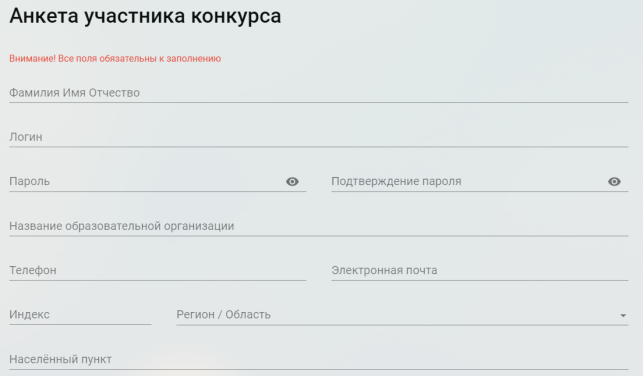 Анкета участника конкурса
Внимание! Все поля обязательны к заполнению
Фамилия Имя Отчество
Логин
Пароль Подтверждение пароля
Название образовательной организации
Телефон Электронная почта
Индекс Регион / Область
Населённый пункт